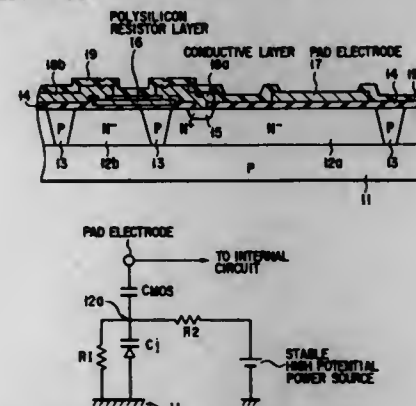 POLYSILICON
RESISTOR LAYER
19 16 CONDUCTIVE LAYER PAD ELECTRODE
18b 18a 17 14
14
P N⁻ P N⁺ N⁻ P
15
13 12b 13 12a 13
P
11
PAD ELECTRODE
TO INTERNAL
CIRCUIT
CMOS
12a
R2
R1 Cj
STABLE
HIGH POTENTIAL
POWER SOURCE